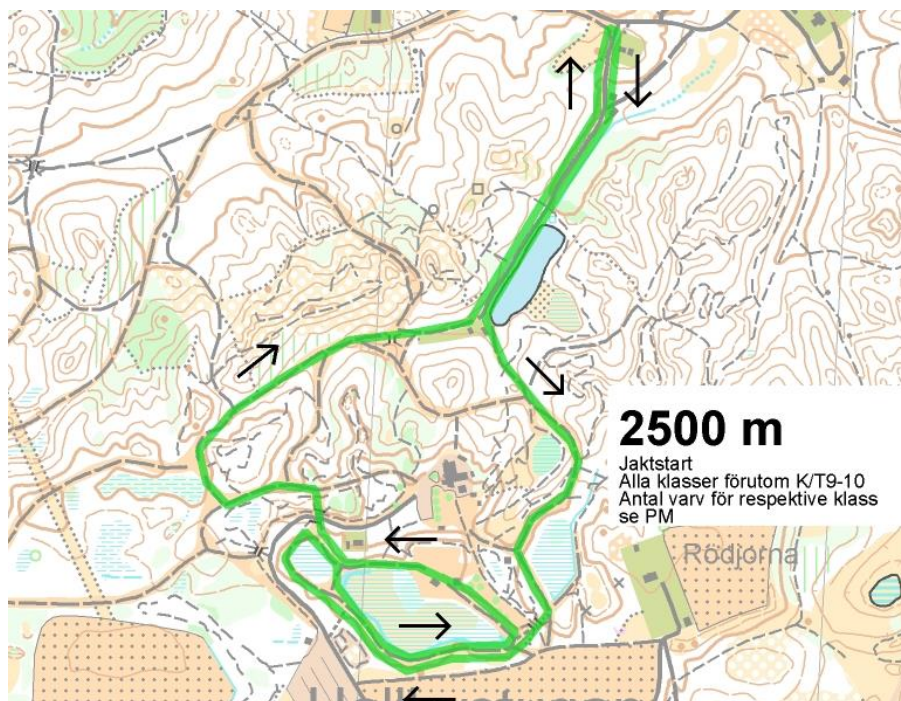 2500 m
Jaktstart
Alla klasser förutom K/T9-10
Antal varv för respektive klass
se PM
Rödjorna